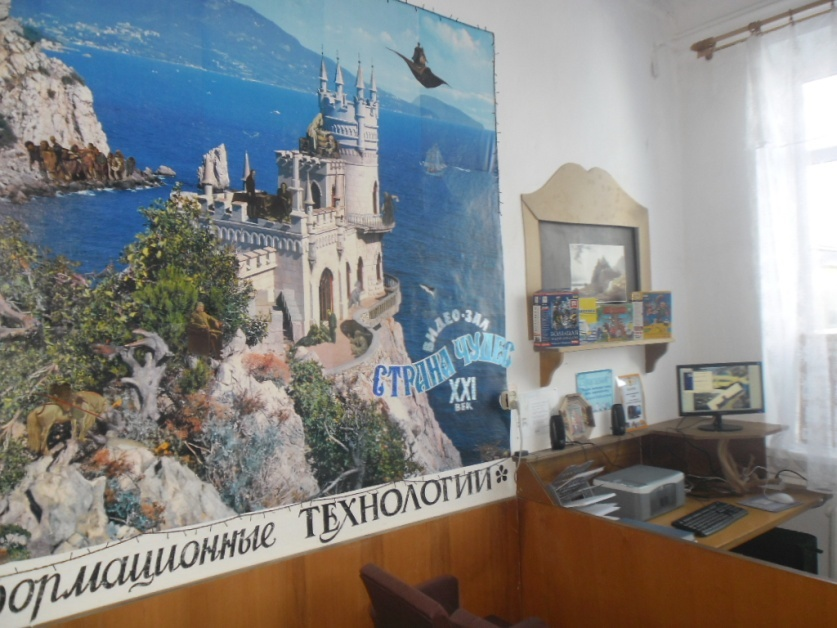 ВИДЕО-ЗАЛ
СТРАНА ЧУДЕС
XXI
ВЕК
ормационные ТЕХНОЛОГИИ*